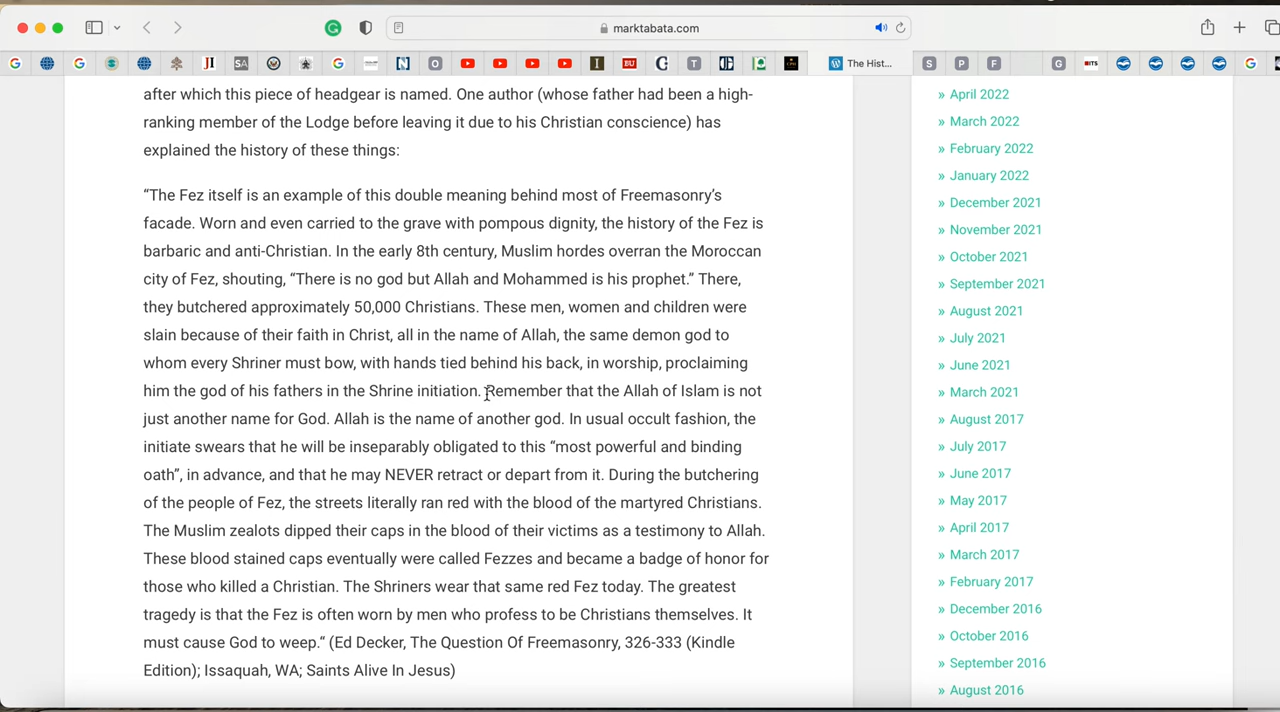 marktabata.com
The Hist...
after which this piece of headgear is named. One author (whose father had been a high-
ranking member of the Lodge before leaving it due to his Christian conscience) has
explained the history of these things:
“The Fez itself is an example of this double meaning behind most of Freemasonry’s
facade. Worn and even carried to the grave with pompous dignity, the history of the Fez is
barbaric and anti-Christian. In the early 8th century, Muslim hordes overran the Moroccan
city of Fez, shouting, “There is no god but Allah and Mohammed is his prophet.” There,
they butchered approximately 50,000 Christians. These men, women and children were
slain because of their faith in Christ, all in the name of Allah, the same demon god to
whom every Shriner must bow, with hands tied behind his back, in worship, proclaiming
him the god of his fathers in the Shrine initiation. Remember that the Allah of Islam is not
just another name for God. Allah is the name of another god. In usual occult fashion, the
initiate swears that he will be inseparably obligated to this “most powerful and binding
oath”, in advance, and that he may NEVER retract or depart from it. During the butchering
of the people of Fez, the streets literally ran red with the blood of the martyred Christians.
The Muslim zealots dipped their caps in the blood of their victims as a testimony to Allah.
These blood stained caps eventually were called Fezzes and became a badge of honor for
those who killed a Christian. The Shriners wear that same red Fez today. The greatest
tragedy is that the Fez is often worn by men who profess to be Christians themselves. It
must cause God to weep.“ (Ed Decker, The Question Of Freemasonry, 326-333 (Kindle
Edition); Issaquah, WA; Saints Alive In Jesus)
» April 2022
» March 2022
» February 2022
» January 2022
» December 2021
» November 2021
» October 2021
» September 2021
» August 2021
» July 2021
» June 2021
» March 2021
» August 2017
» July 2017
» June 2017
» May 2017
» April 2017
» March 2017
» February 2017
» December 2016
» October 2016
» September 2016
» August 2016